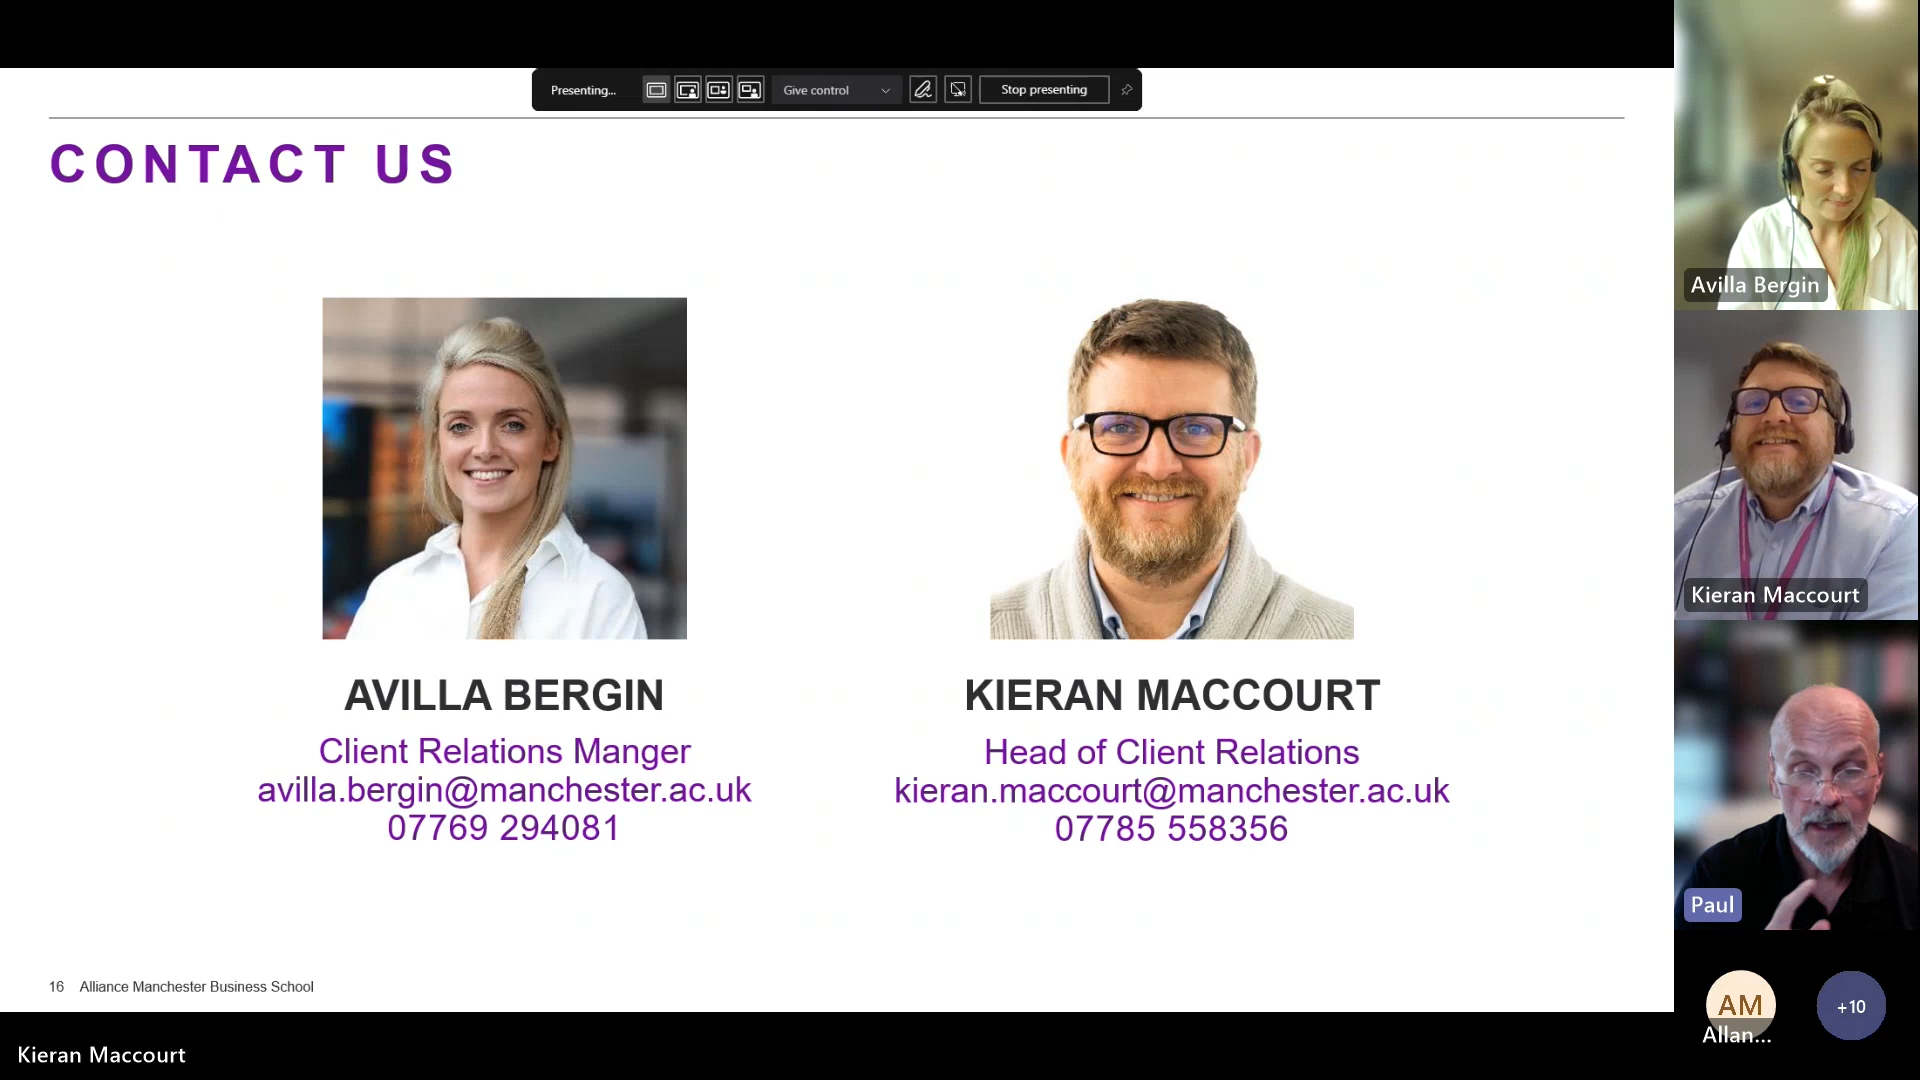 Presenting...
Give control
Stop presenting
CONTACT US
AVILLA BERGIN
Client Relations Manger
avilla.bergin@manchester.ac.uk
07769 294081
KIERAN MACCOURT
Head of Client Relations
kieran.maccourt@manchester.ac.uk
07785 558356
16 Alliance Manchester Business School
Kieran Maccourt
Avilla Bergin
Kieran Maccourt
Paul
AM
Allan...
+10